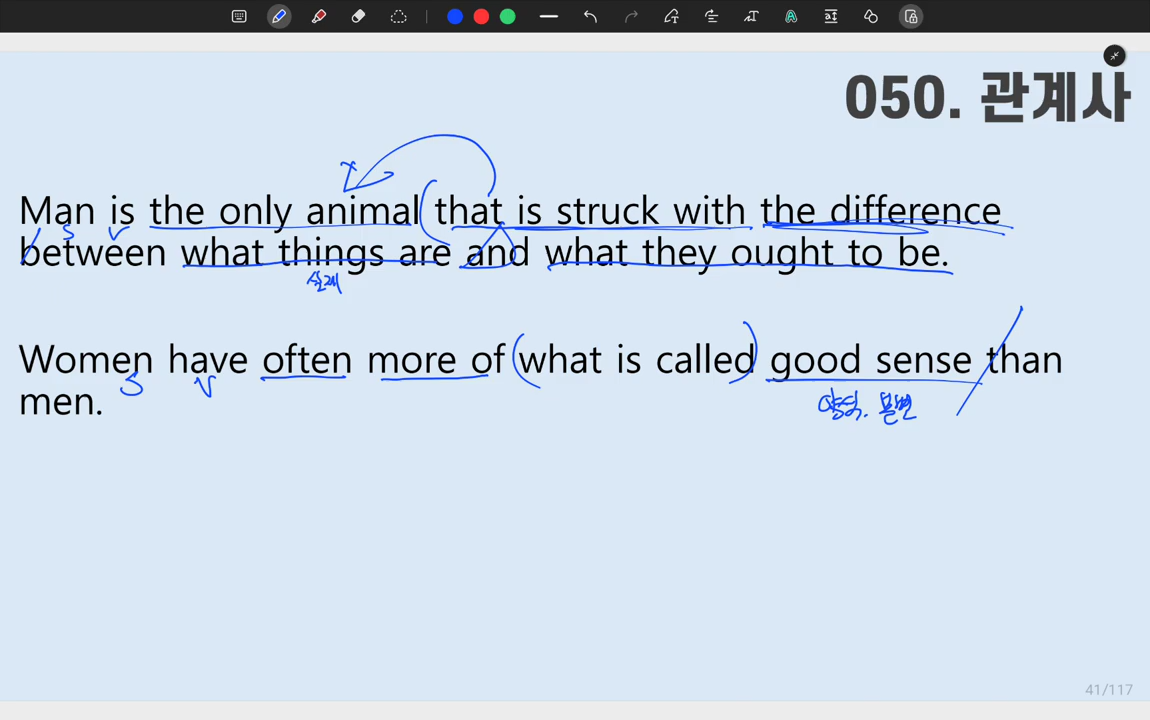 050. 관계사
Man is the only animal that is struck with the difference
S V
between what things are and what they ought to be.
실재
Women have often more of what is called good sense than
S V
men.
양식. 분별
41/117